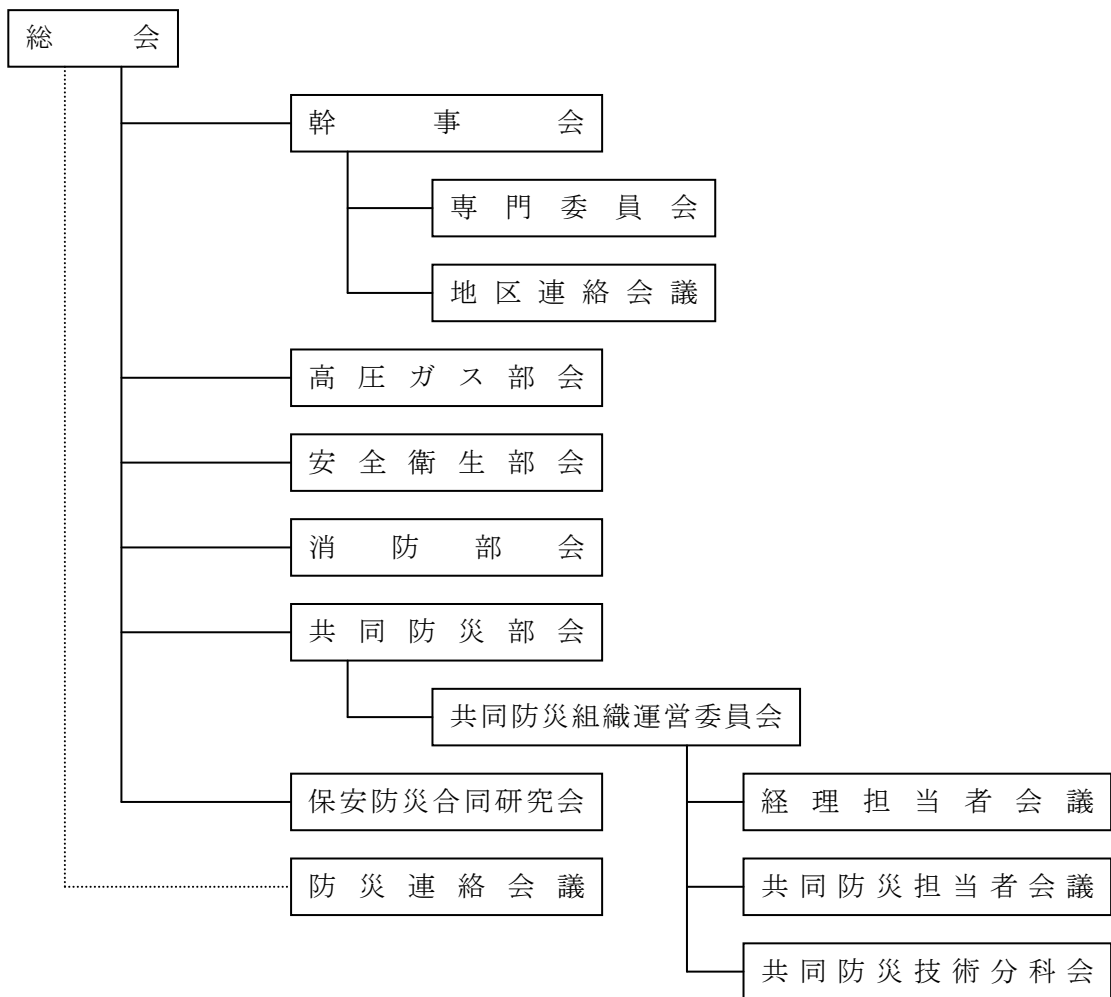 総会
幹事会
専門委員会
地区連絡会議
高圧ガス部会
安全衛生部会
消防部会
共同防災部会
共同防災組織運営委員会
保安防災合同研究会
経理担当者会議
防災連絡会議
共同防災担当者会議
共同防災技術分科会